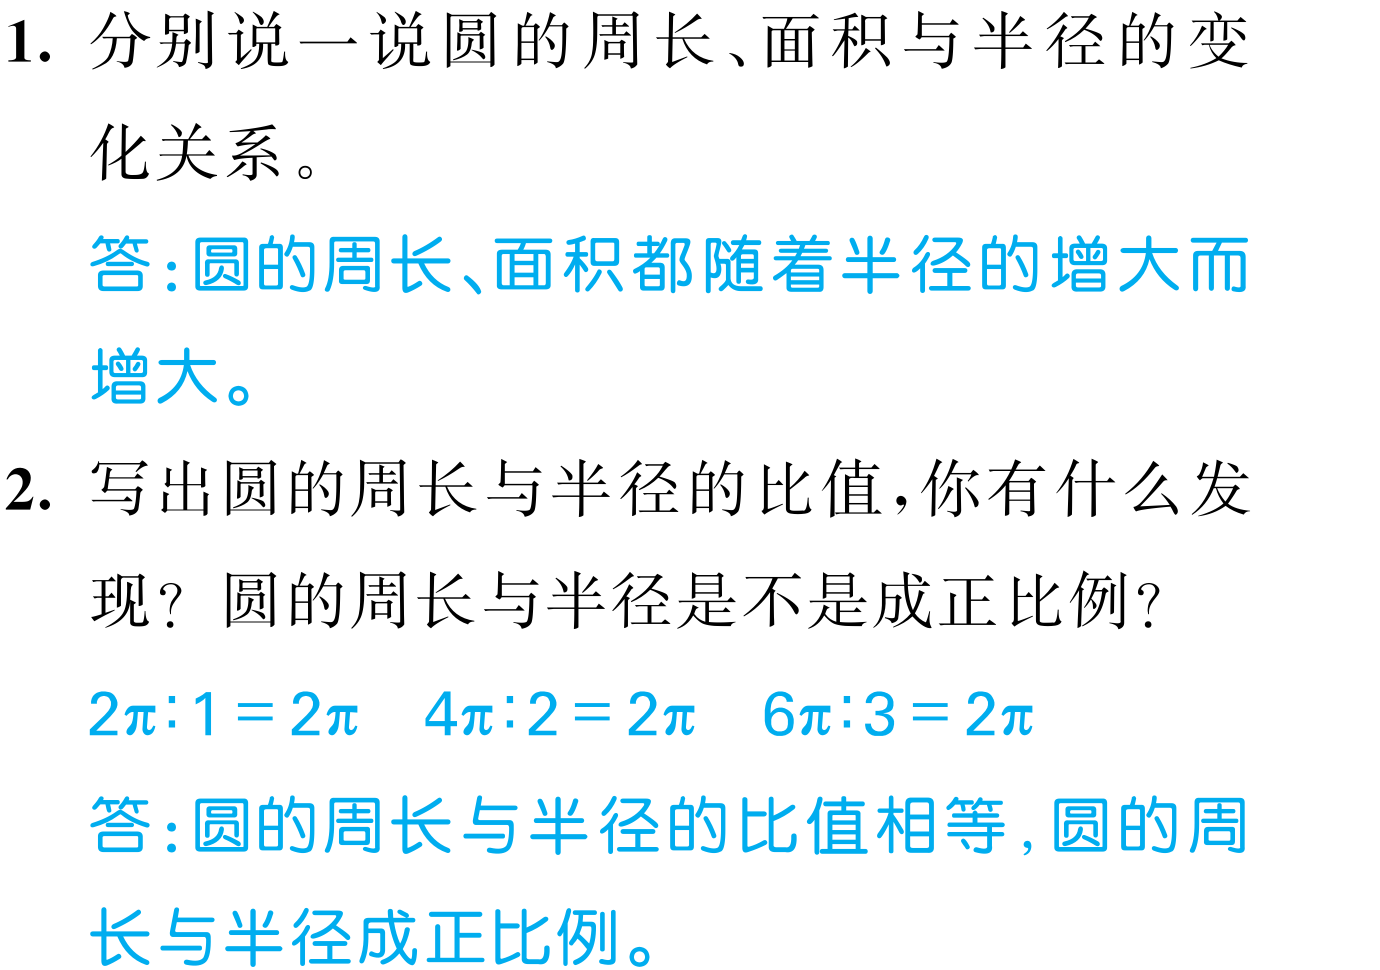 1. 分别说一说圆的周长、面积与半径的变
化关系。
答:圆的周长、面积都随着半径的增大而
增大。
2. 写出圆的周长与半径的比值,你有什么发
现? 圆的周长与半径是不是成正比例?
2π∶1=2π 4π∶2=2π 6π∶3=2π
答:圆的周长与半径的比值相等,圆的周
长与半径成正比例。